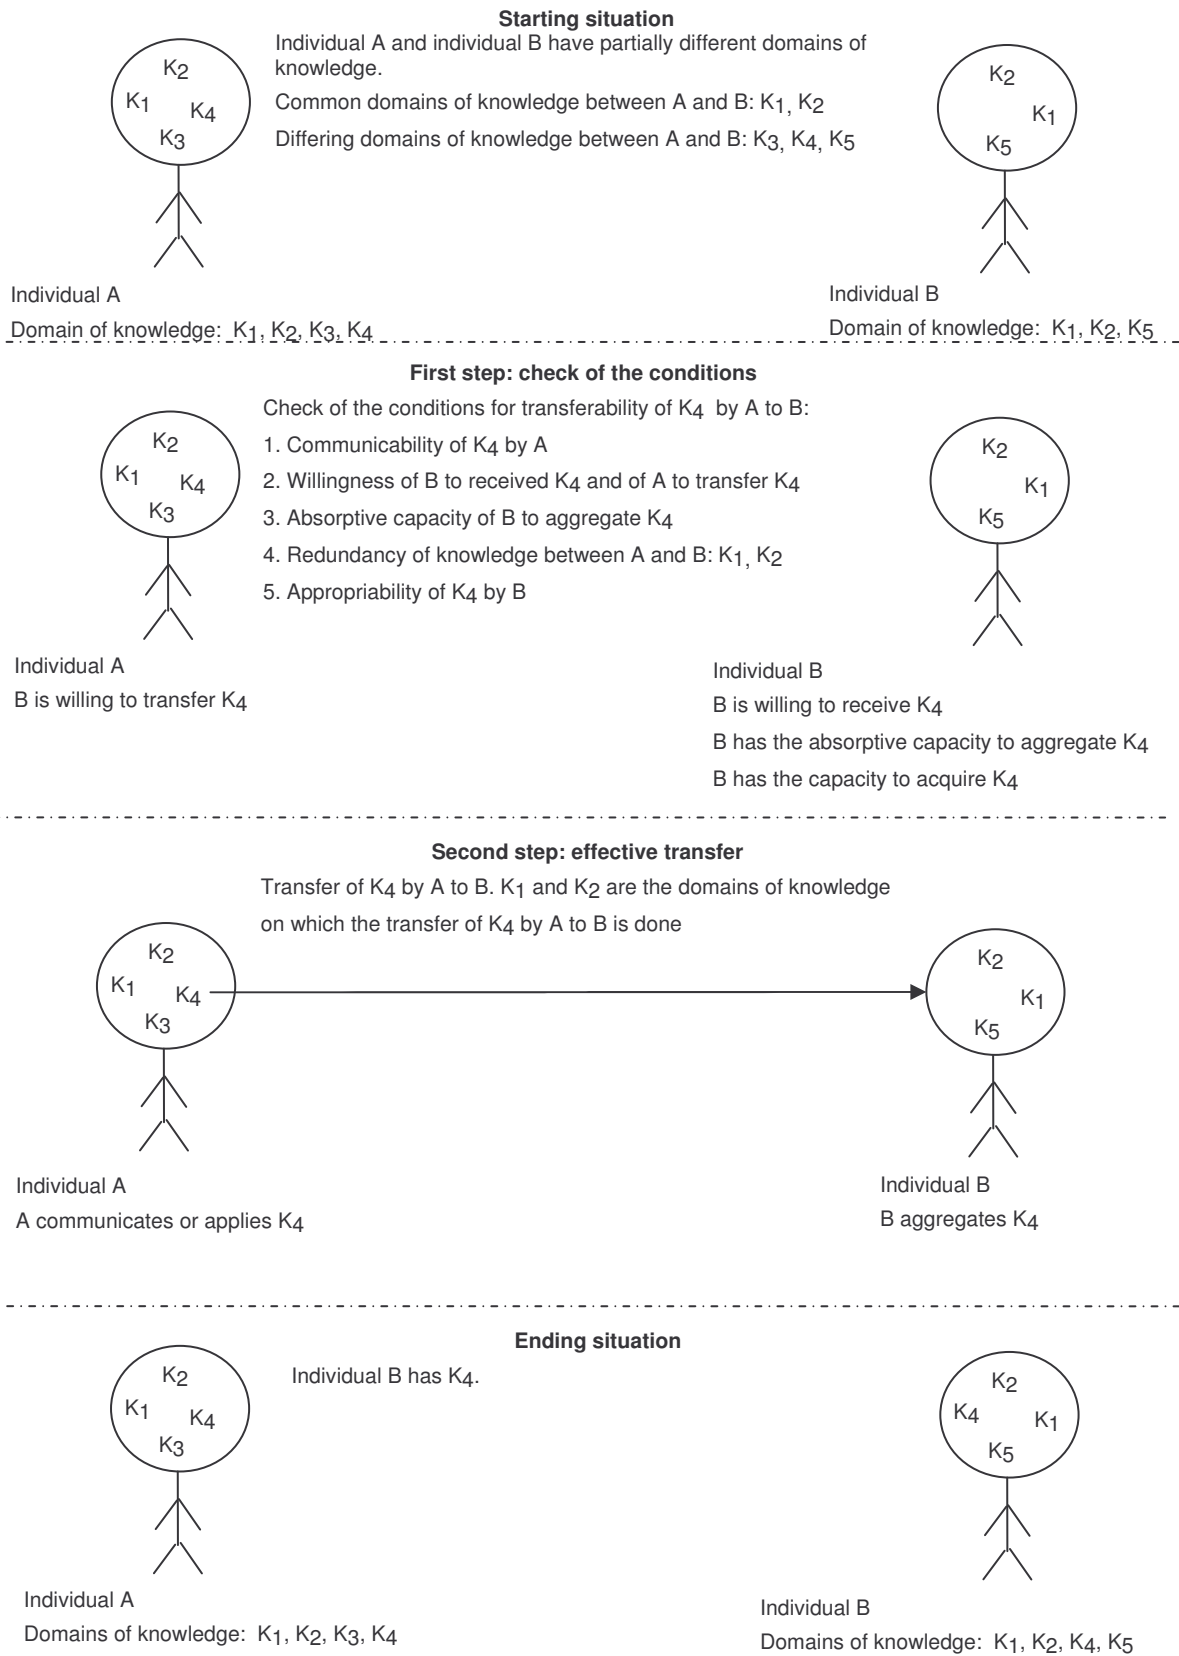 Starting situation
Individual A and individual B have partially different domains of
knowledge.
Common domains of knowledge between A and B: K1, K2
Differing domains of knowledge between A and B: K3, K4, K5
K2
K1
K4
K3
K2
K1
K5
Individual A
Domain of knowledge: K1, K2, K3, K4
Individual B
Domain of knowledge: K1, K2, K5
First step: check of the conditions
Check of the conditions for transferability of K4 by A to B:
1. Communicability of K4 by A
2. Willingness of B to received K4 and of A to transfer K4
3. Absorptive capacity of B to aggregate K4
4. Redundancy of knowledge between A and B: K1, K2
5. Appropriability of K4 by B
K2
K1
K4
K3
K2
K1
K5
Individual A
B is willing to transfer K4
Individual B
B is willing to receive K4
B has the absorptive capacity to aggregate K4
B has the capacity to acquire K4
Second step: effective transfer
Transfer of K4 by A to B. K1 and K2 are the domains of knowledge
on which the transfer of K4 by A to B is done
K2
K1
K4
K3
K2
K1
K5
Individual A
A communicates or applies K4
Individual B
B aggregates K4
Ending situation
Individual B has K4.
K2
K1
K4
K3
K2
K4
K1
K5
Individual A
Domains of knowledge: K1, K2, K3, K4
Individual B
Domains of knowledge: K1, K2, K4, K5